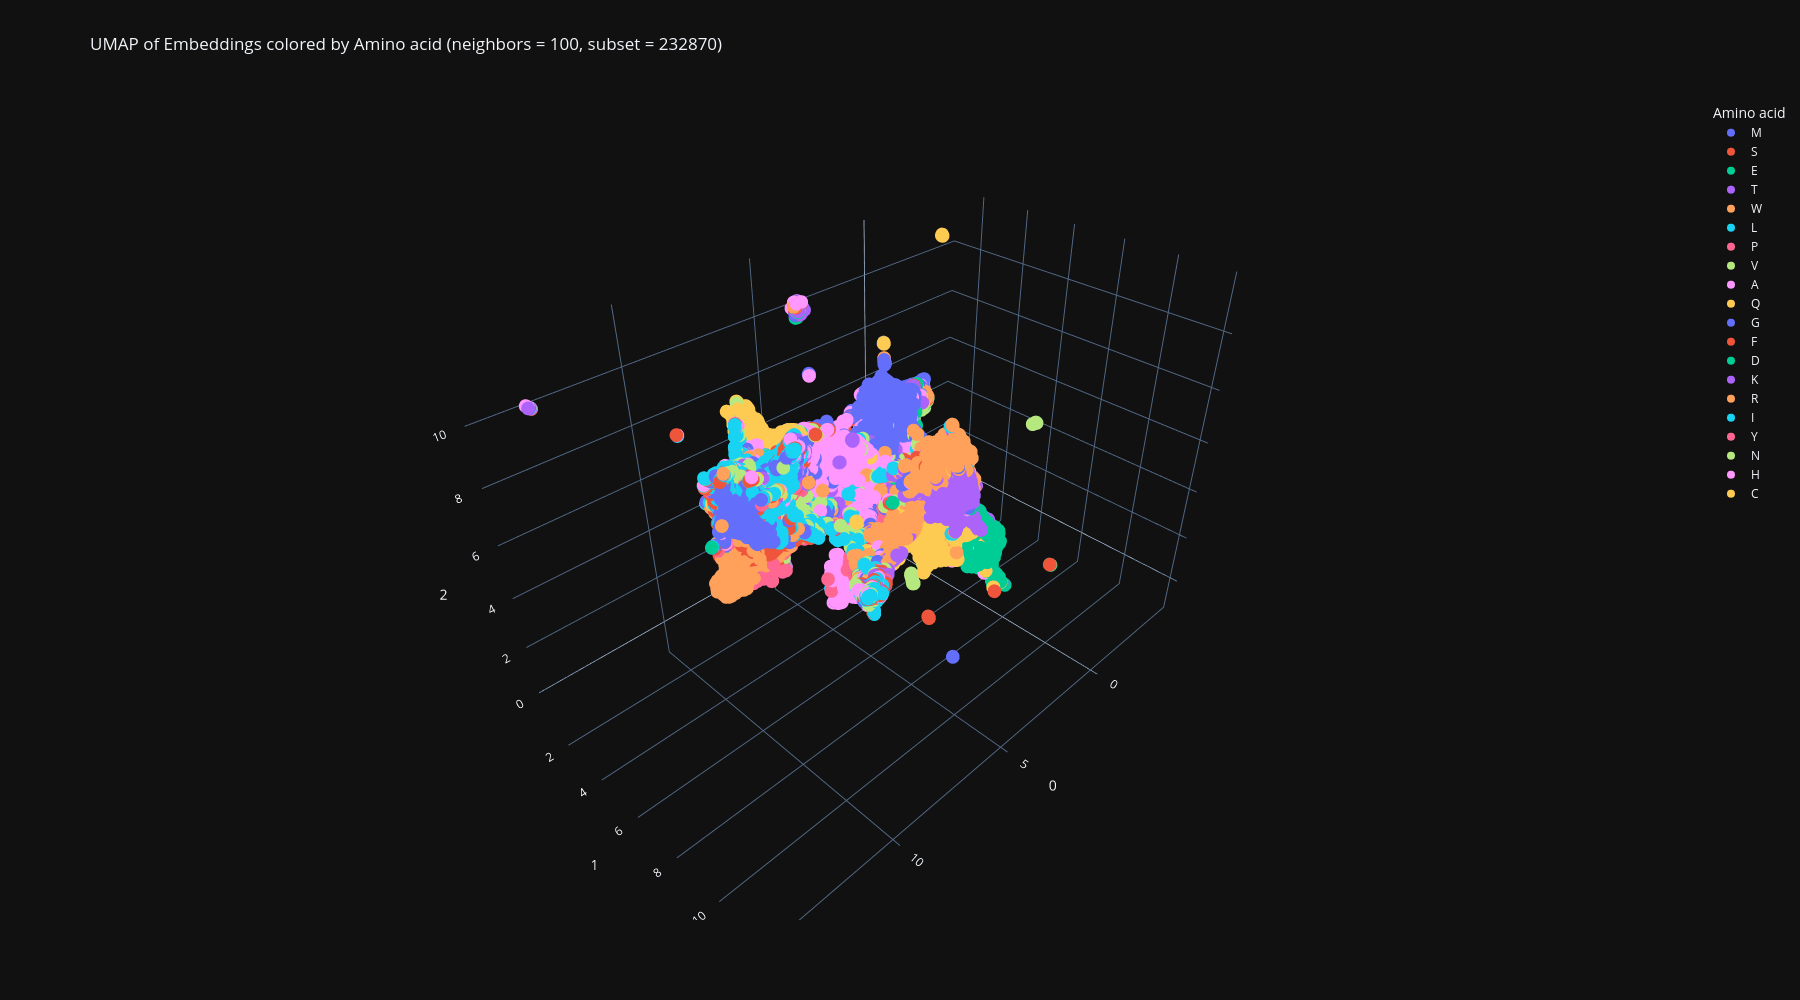 UMAP of Embeddings colored by Amino acid (neighbors = 100, subset = 232870)
Amino acid
M
S
E
T
W
L
P
V
A
Q
G
F
D
K
R
I
Y
N
H
C
10
8
6
4
2
0
2
2
4
6
8
10
1
0
5
10
0